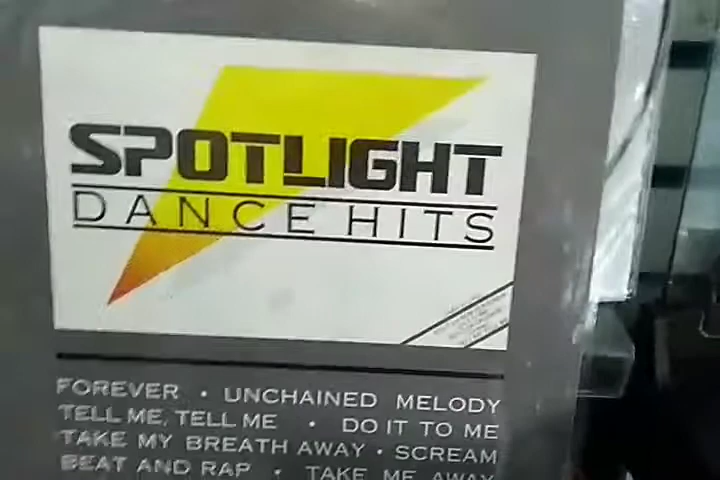 SPOTLIGHT
DANCE HITS
FOREVER • UNCHAINED MELODY
TELL ME, TELL ME • DO IT TO ME
TAKE MY BREATH AWAY • SCREAM
BEAT AND RAP • TAKE ME AWAY